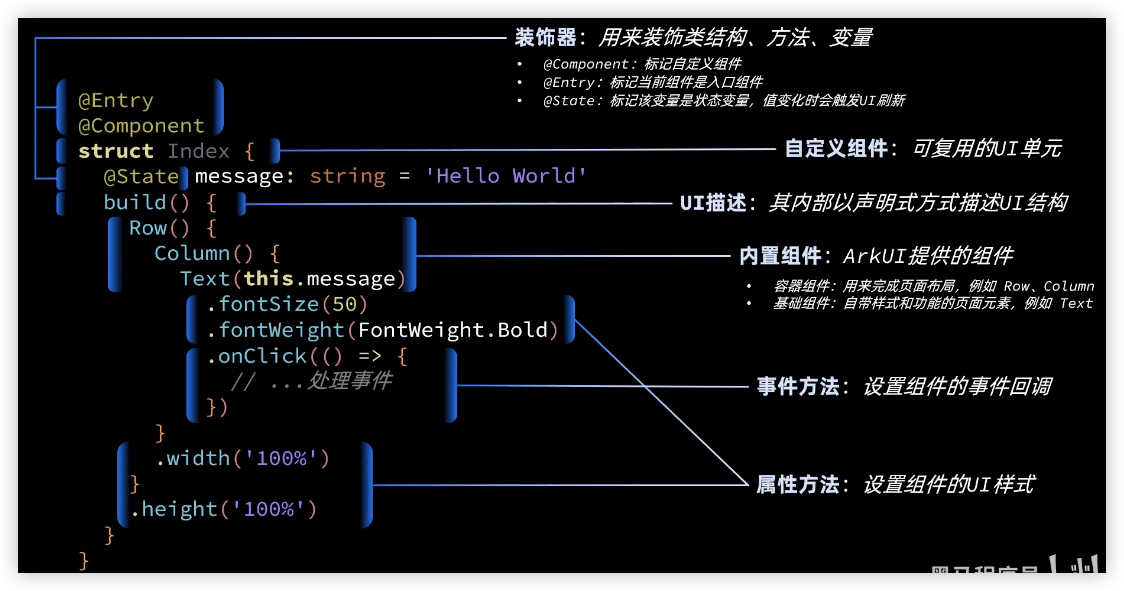 装饰器：用来装饰类结构、方法、变量
• @Component：标记自定义组件
• @Entry：标记当前组件是入口组件
• @State：标记该变量是状态变量，值变化时会触发UI刷新
@Entry
@Component
struct Index {
自定义组件：可复用的UI单元
@State message: string = 'Hello World'
build() {
UI描述：其内部以声明式方式描述UI结构
Row() {
Column() {
内置组件：ArkUI提供的组件
Text(this.message)
• 容器组件：用来完成页面布局，例如 Row、Column
• 基础组件：自带样式和功能的页面元素，例如 Text
.fontSize(50)
.fontWeight(FontWeight.Bold)
.onClick(() => {
// ...处理事件
事件方法：设置组件的事件回调
})
}
.width('100%')
}
属性方法：设置组件的UI样式
.height('100%')
}
}